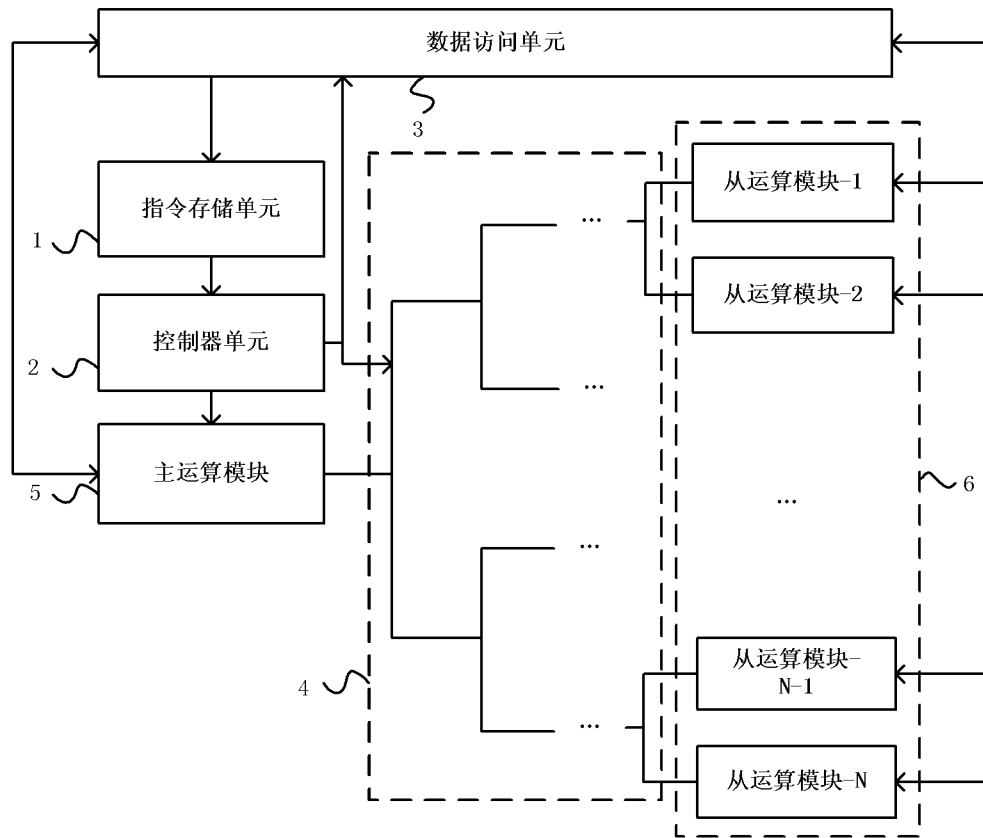 数据访问单元
3
指令存储单元
1
控制器单元
2
主运算模块
5
4
...
...
...
...
从运算模块-1
从运算模块-2
...
6
从运算模块-
N-1
从运算模块-N